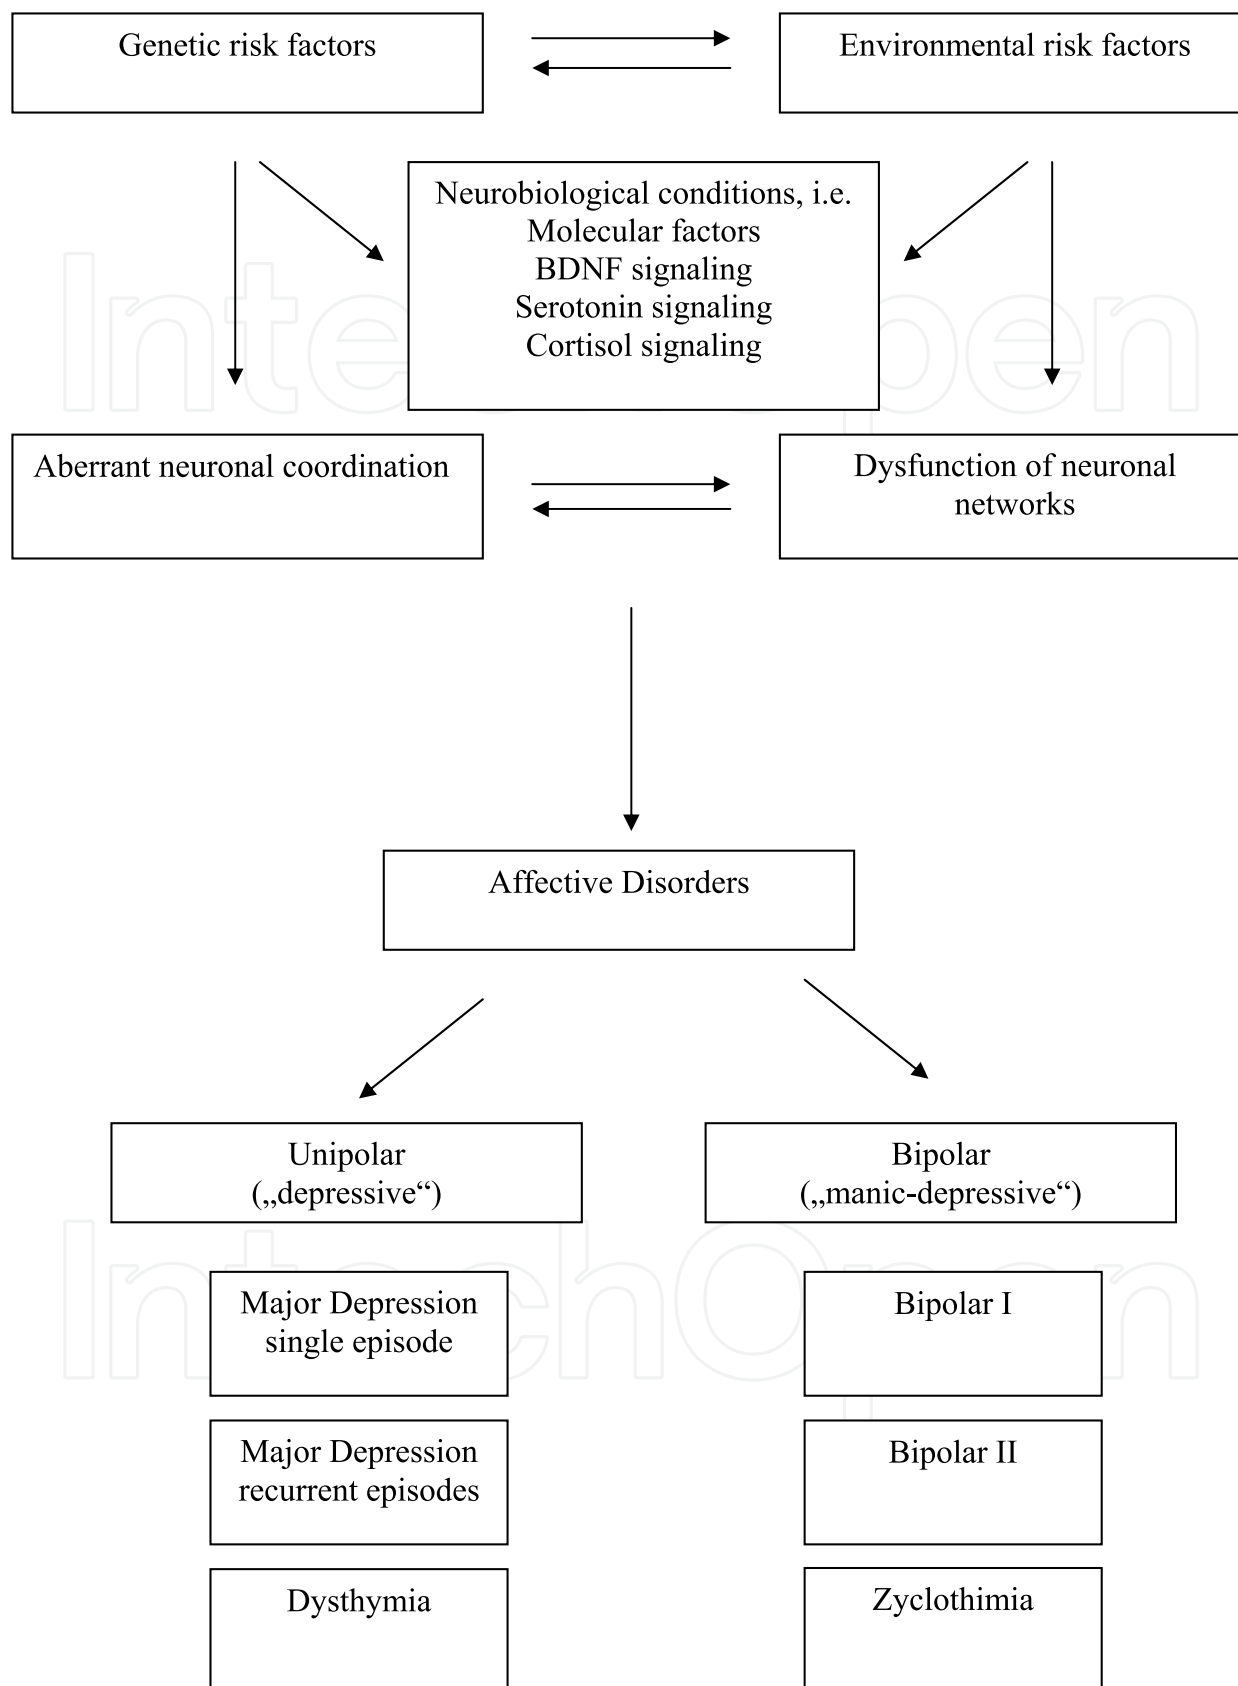 Genetic risk factors
Environmental risk factors
Neurobiological conditions, i.e.
Molecular factors
BDNF signaling
Serotonin signaling
Cortisol signaling
Aberrant neuronal coordination
Dysfunction of neuronal
networks
Affective Disorders
Unipolar
(„depressive“)
Bipolar
(„manic-depressive“)
Major Depression
single episode
Bipolar I
Major Depression
recurrent episodes
Bipolar II
Dysthymia
Zyclothimia
IntechOpen
IntechOpen